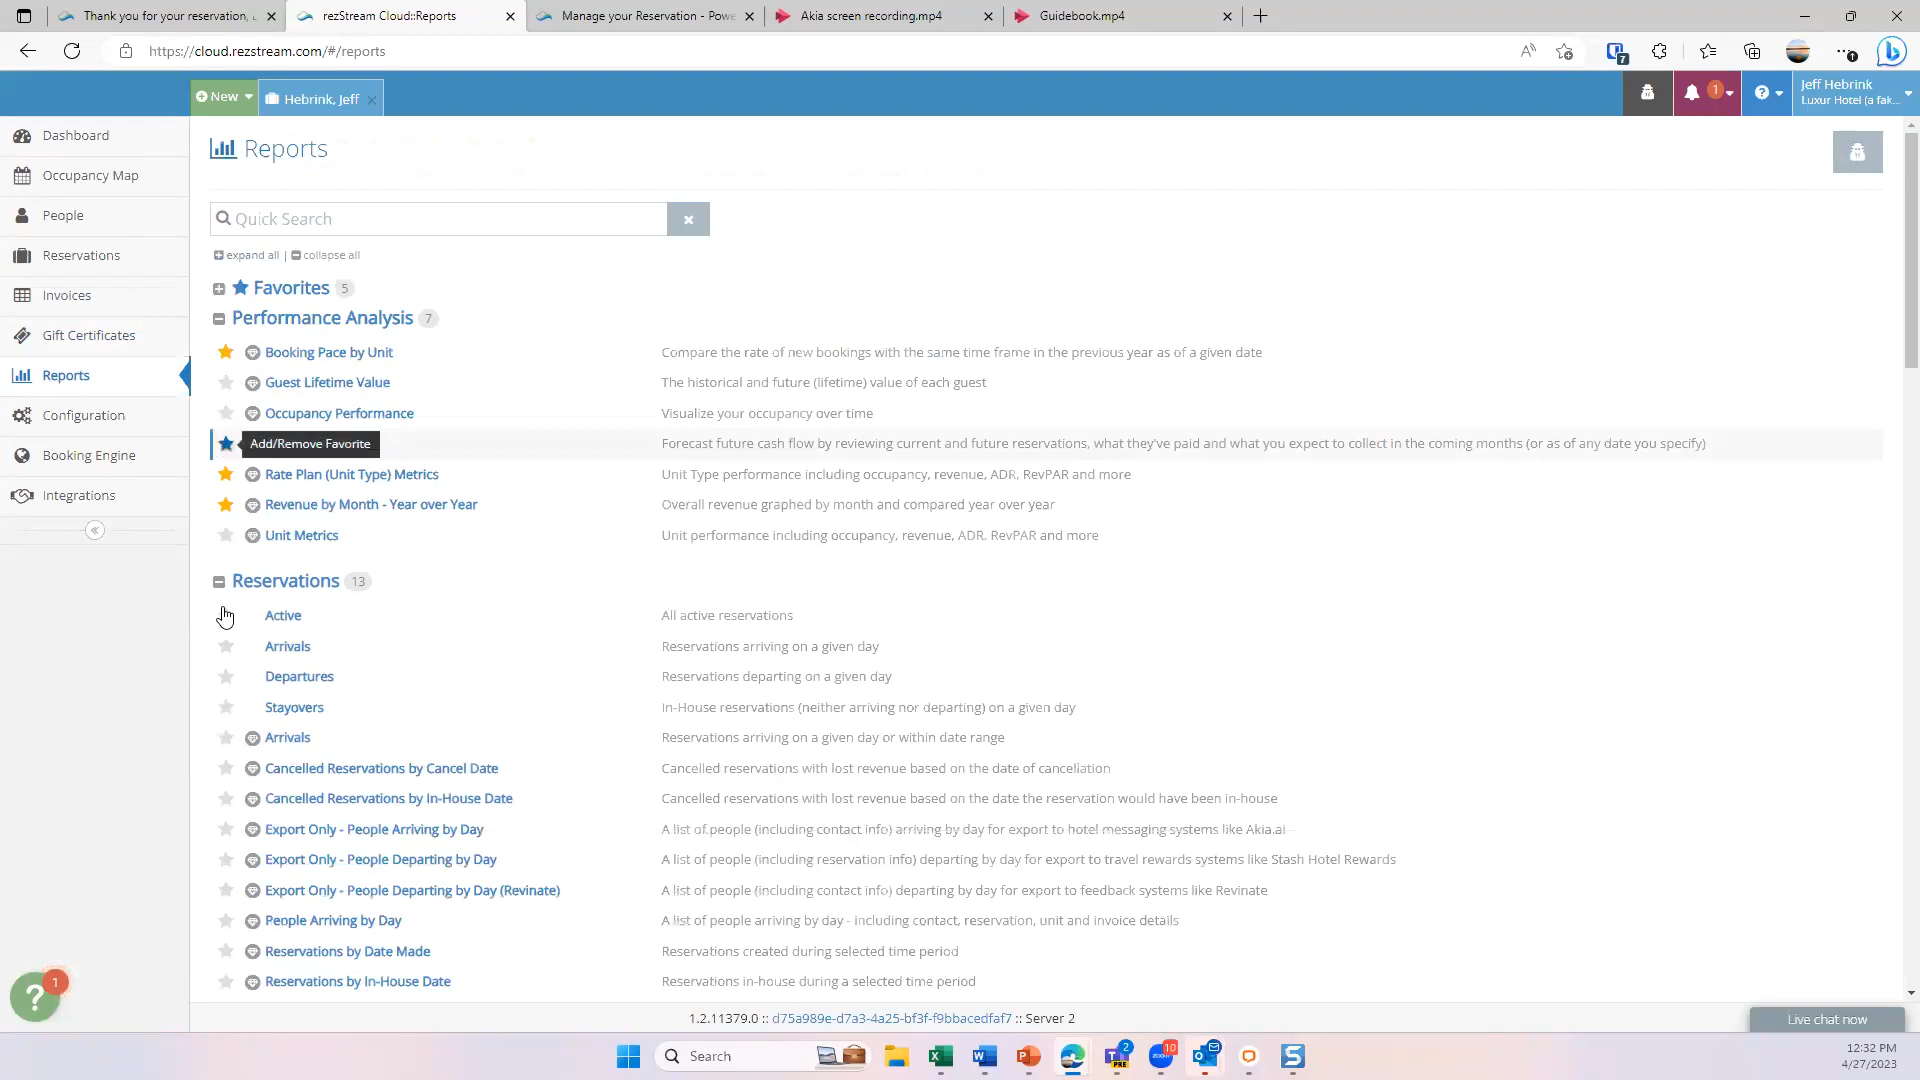 Thank you for your reservation,
rezStream Cloud::Reports
Manage your Reservation - Powe
Akia screen recording.mp4
Guidebook.mp4
https://cloud.rezstream.com/#/reports
7
New
Hebrink, Jeff
1
Jeff Hebrink
Luxur Hotel (a fak...
Dashboard
Occupancy Map
People
Reservations
Invoices
Gift Certificates
Reports
Configuration
Booking Engine
Integrations
Reports
Quick Search
expand all | collapse all
Favorites 5
Performance Analysis 7
Booking Pace by Unit Compare the rate of new bookings with the same time frame in the previous year as of a given date
Guest Lifetime Value The historical and future (lifetime) value of each guest
Occupancy Performance Visualize your occupancy over time
Add/Remove Favorite Forecast future cash flow by reviewing current and future reservations, what they've paid and what you expect to collect in the coming months (or as of any date you specify)
Rate Plan (Unit Type) Metrics Unit Type performance including occupancy, revenue, ADR, RevPAR and more
Revenue by Month - Year over Year Overall revenue graphed by month and compared year over year
Unit Metrics Unit performance including occupancy, revenue, ADR, RevPAR and more
Reservations 13
Active All active reservations
Arrivals Reservations arriving on a given day
Departures Reservations departing on a given day
Stayovers In-House reservations (neither arriving nor departing) on a given day
Arrivals Reservations arriving on a given day or within date range
Cancelled Reservations by Cancel Date Cancelled reservations with lost revenue based on the date of cancellation
Cancelled Reservations by In-House Date Cancelled reservations with lost revenue based on the date the reservation would have been in-house
Export Only - People Arriving by Day A list of people (including contact info) arriving by day for export to hotel messaging systems like Akia.ai
Export Only - People Departing by Day A list of people (including reservation info) departing by day for export to travel rewards systems like Stash Hotel Rewards
Export Only - People Departing by Day (Revinate) A list of people (including contact info) departing by day for export to feedback systems like Revinate
People Arriving by Day A list of people arriving by day - including contact, reservation, unit and invoice details
Reservations by Date Made Reservations created during selected time period
Reservations by In-House Date Reservations in-house during a selected time period
? 1
1.2.11379.0 :: d75a989e-d7a3-4a25-bf3f-f9bbacedfaf7 :: Server 2
Live chat now
Search
2
PRE
10
12:32 PM
4/27/2023